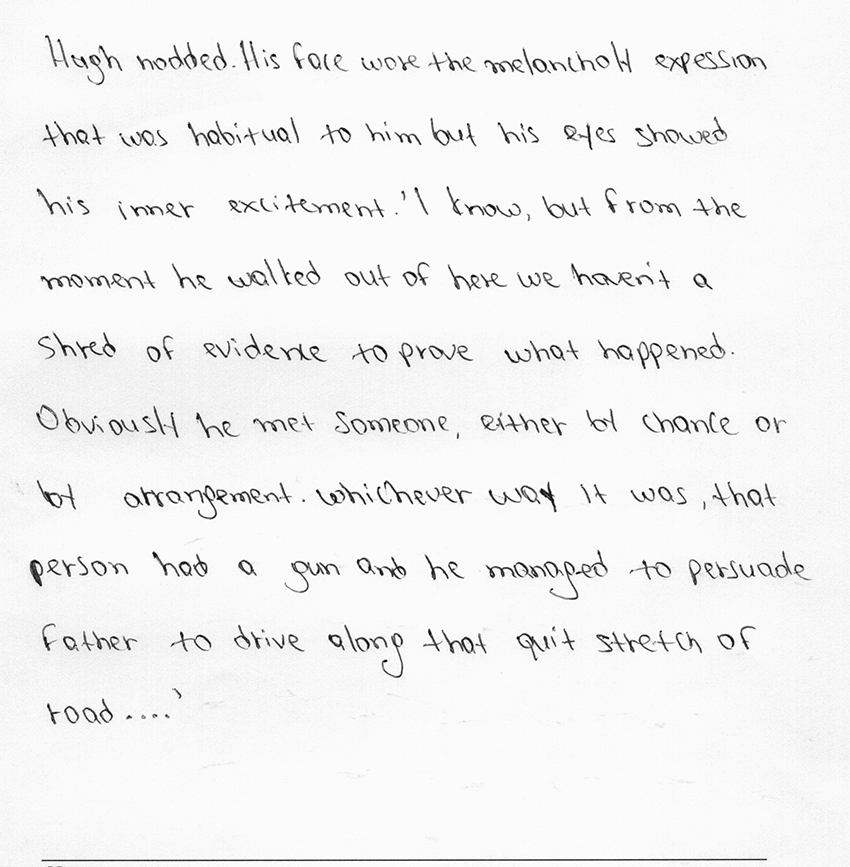 Hugh nodded. His face wore the melancholy expession
that was habitual to him but his eyes showed
his inner excitement. 'I know, but from the
moment he walked out of here we haven't a
shred of evidence to prove what happened.
Obviously he met someone, either by chance or
by arrangement. whichever way it was, that
person had a gun and he managed to persuade
father to drive along that quit stretch of
road ....'